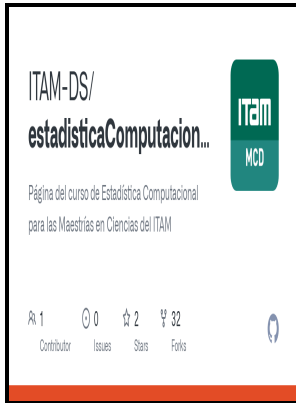 ITAM-DS/
estadisticaComputacion...
ITAM
MCD
Página del curso de Estadística Computacional
para las Maestrías en Ciencias del ITAM
1
Contributor
0
Issues
2
Stars
32
Forks